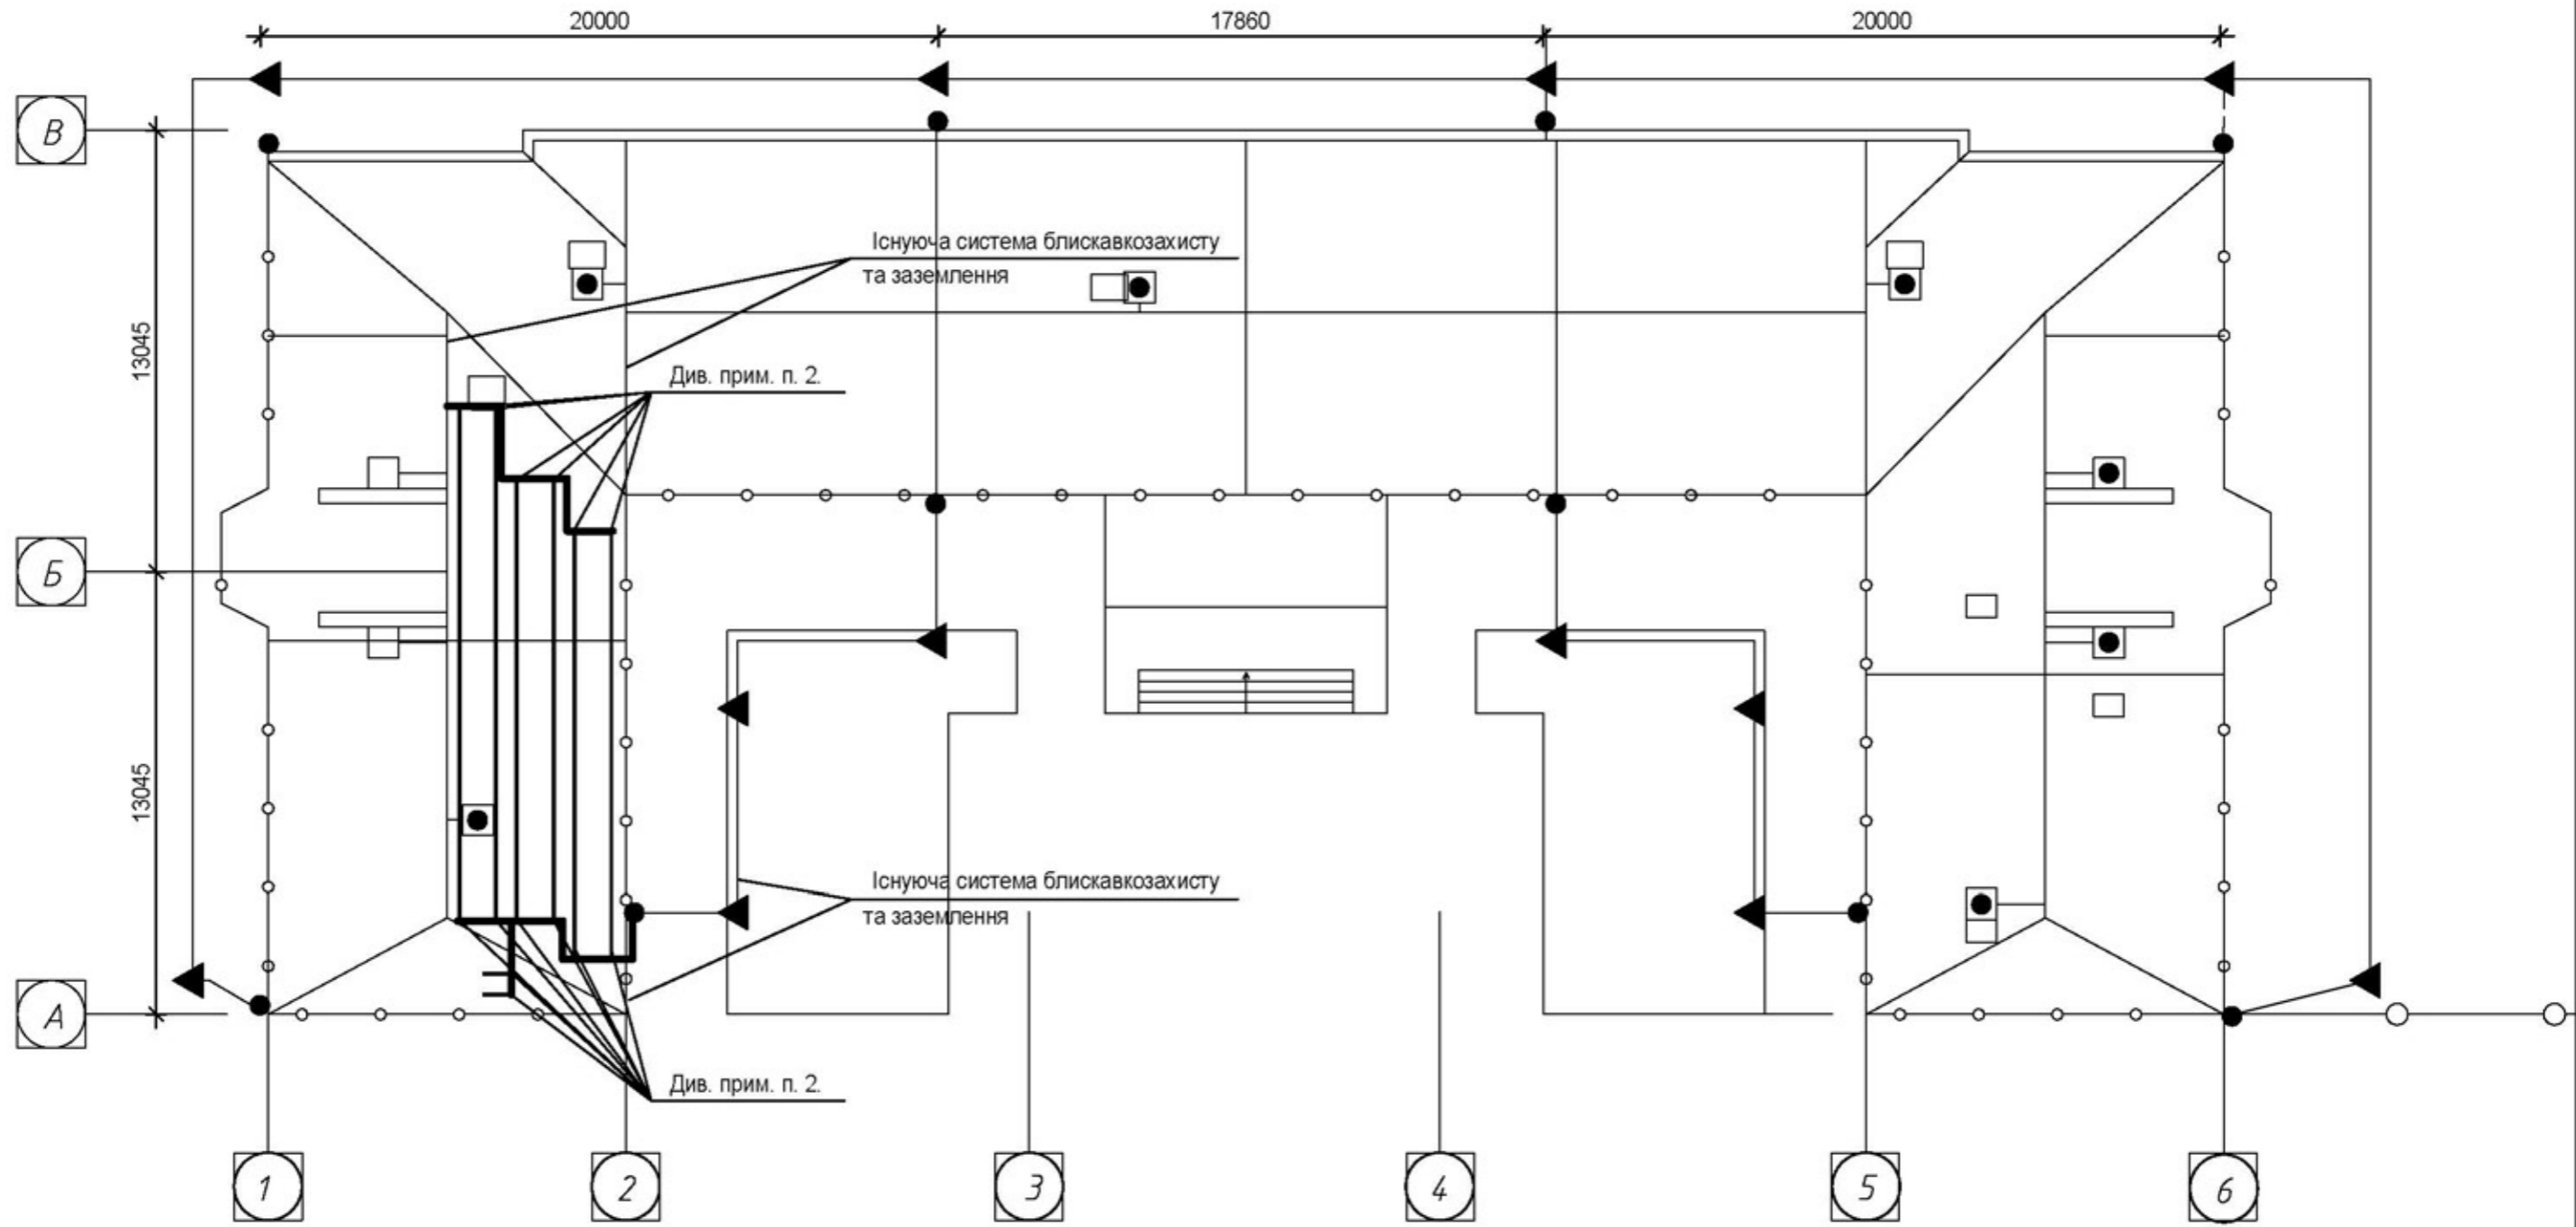 20000 17860 20000
В
Існуюча система блискавкозахисту
та заземлення
13045
Див. прим. п. 2.
Б
13045
Існуюча система блискавкозахисту
та заземлення
А
Див. прим. п. 2.
1 2 3 4 5 6